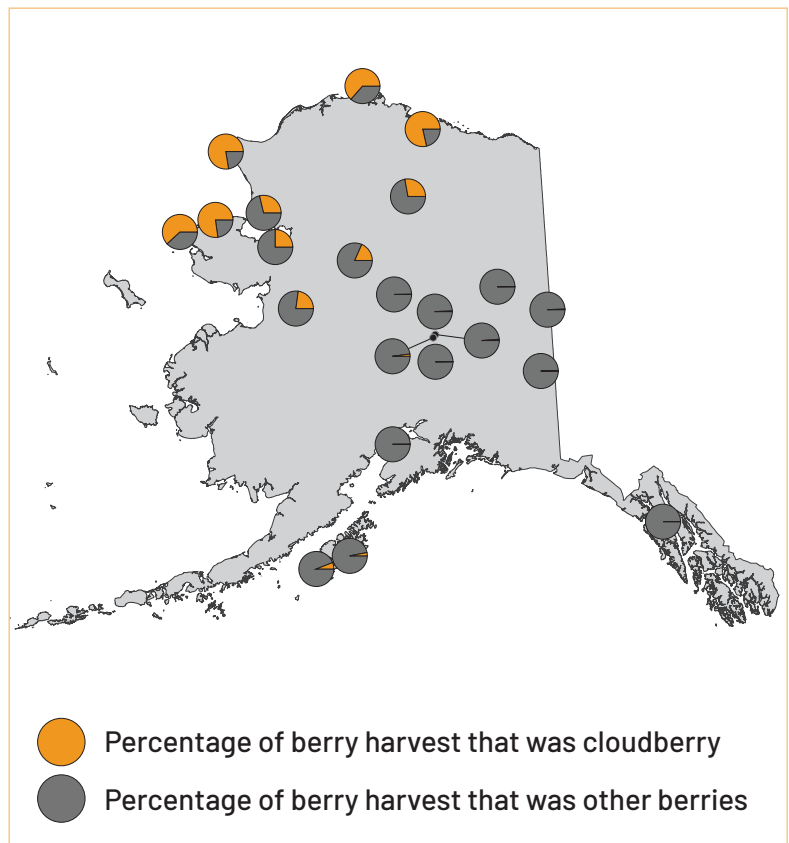 Percentage of berry harvest that was cloudberry
Percentage of berry harvest that was other berries